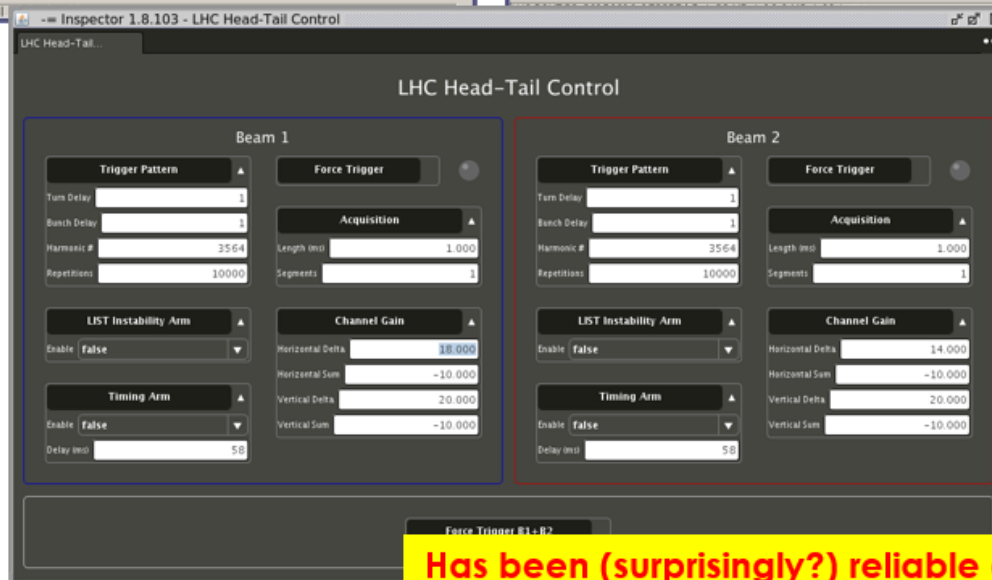 -= Inspector 1.8.103 - LHC Head-Tail Control
LHC Head-Tail...
LHC Head-Tail Control
Beam 1
Trigger Pattern
Turn Delay 1
Bunch Delay 1
Harmonic # 3564
Repetitions 10000
Force Trigger
Acquisition
Length (ms) 1.000
Segments 1
LIST Instability Arm
Enable false
Channel Gain
Horizontal Delta 18.000
Horizontal Sum -10.000
Vertical Delta 20.000
Vertical Sum -10.000
Timing Arm
Enable false
Delay (ms) 58
Beam 2
Trigger Pattern
Turn Delay 1
Bunch Delay 1
Harmonic # 3564
Repetitions 10000
Force Trigger
Acquisition
Length (ms) 1.000
Segments 1
LIST Instability Arm
Enable false
Channel Gain
Horizontal Delta 14.000
Horizontal Sum -10.000
Vertical Delta 20.000
Vertical Sum -10.000
Timing Arm
Enable false
Delay (ms) 58
Force Trigger B1+B2
Has been (surprisingly?) reliable